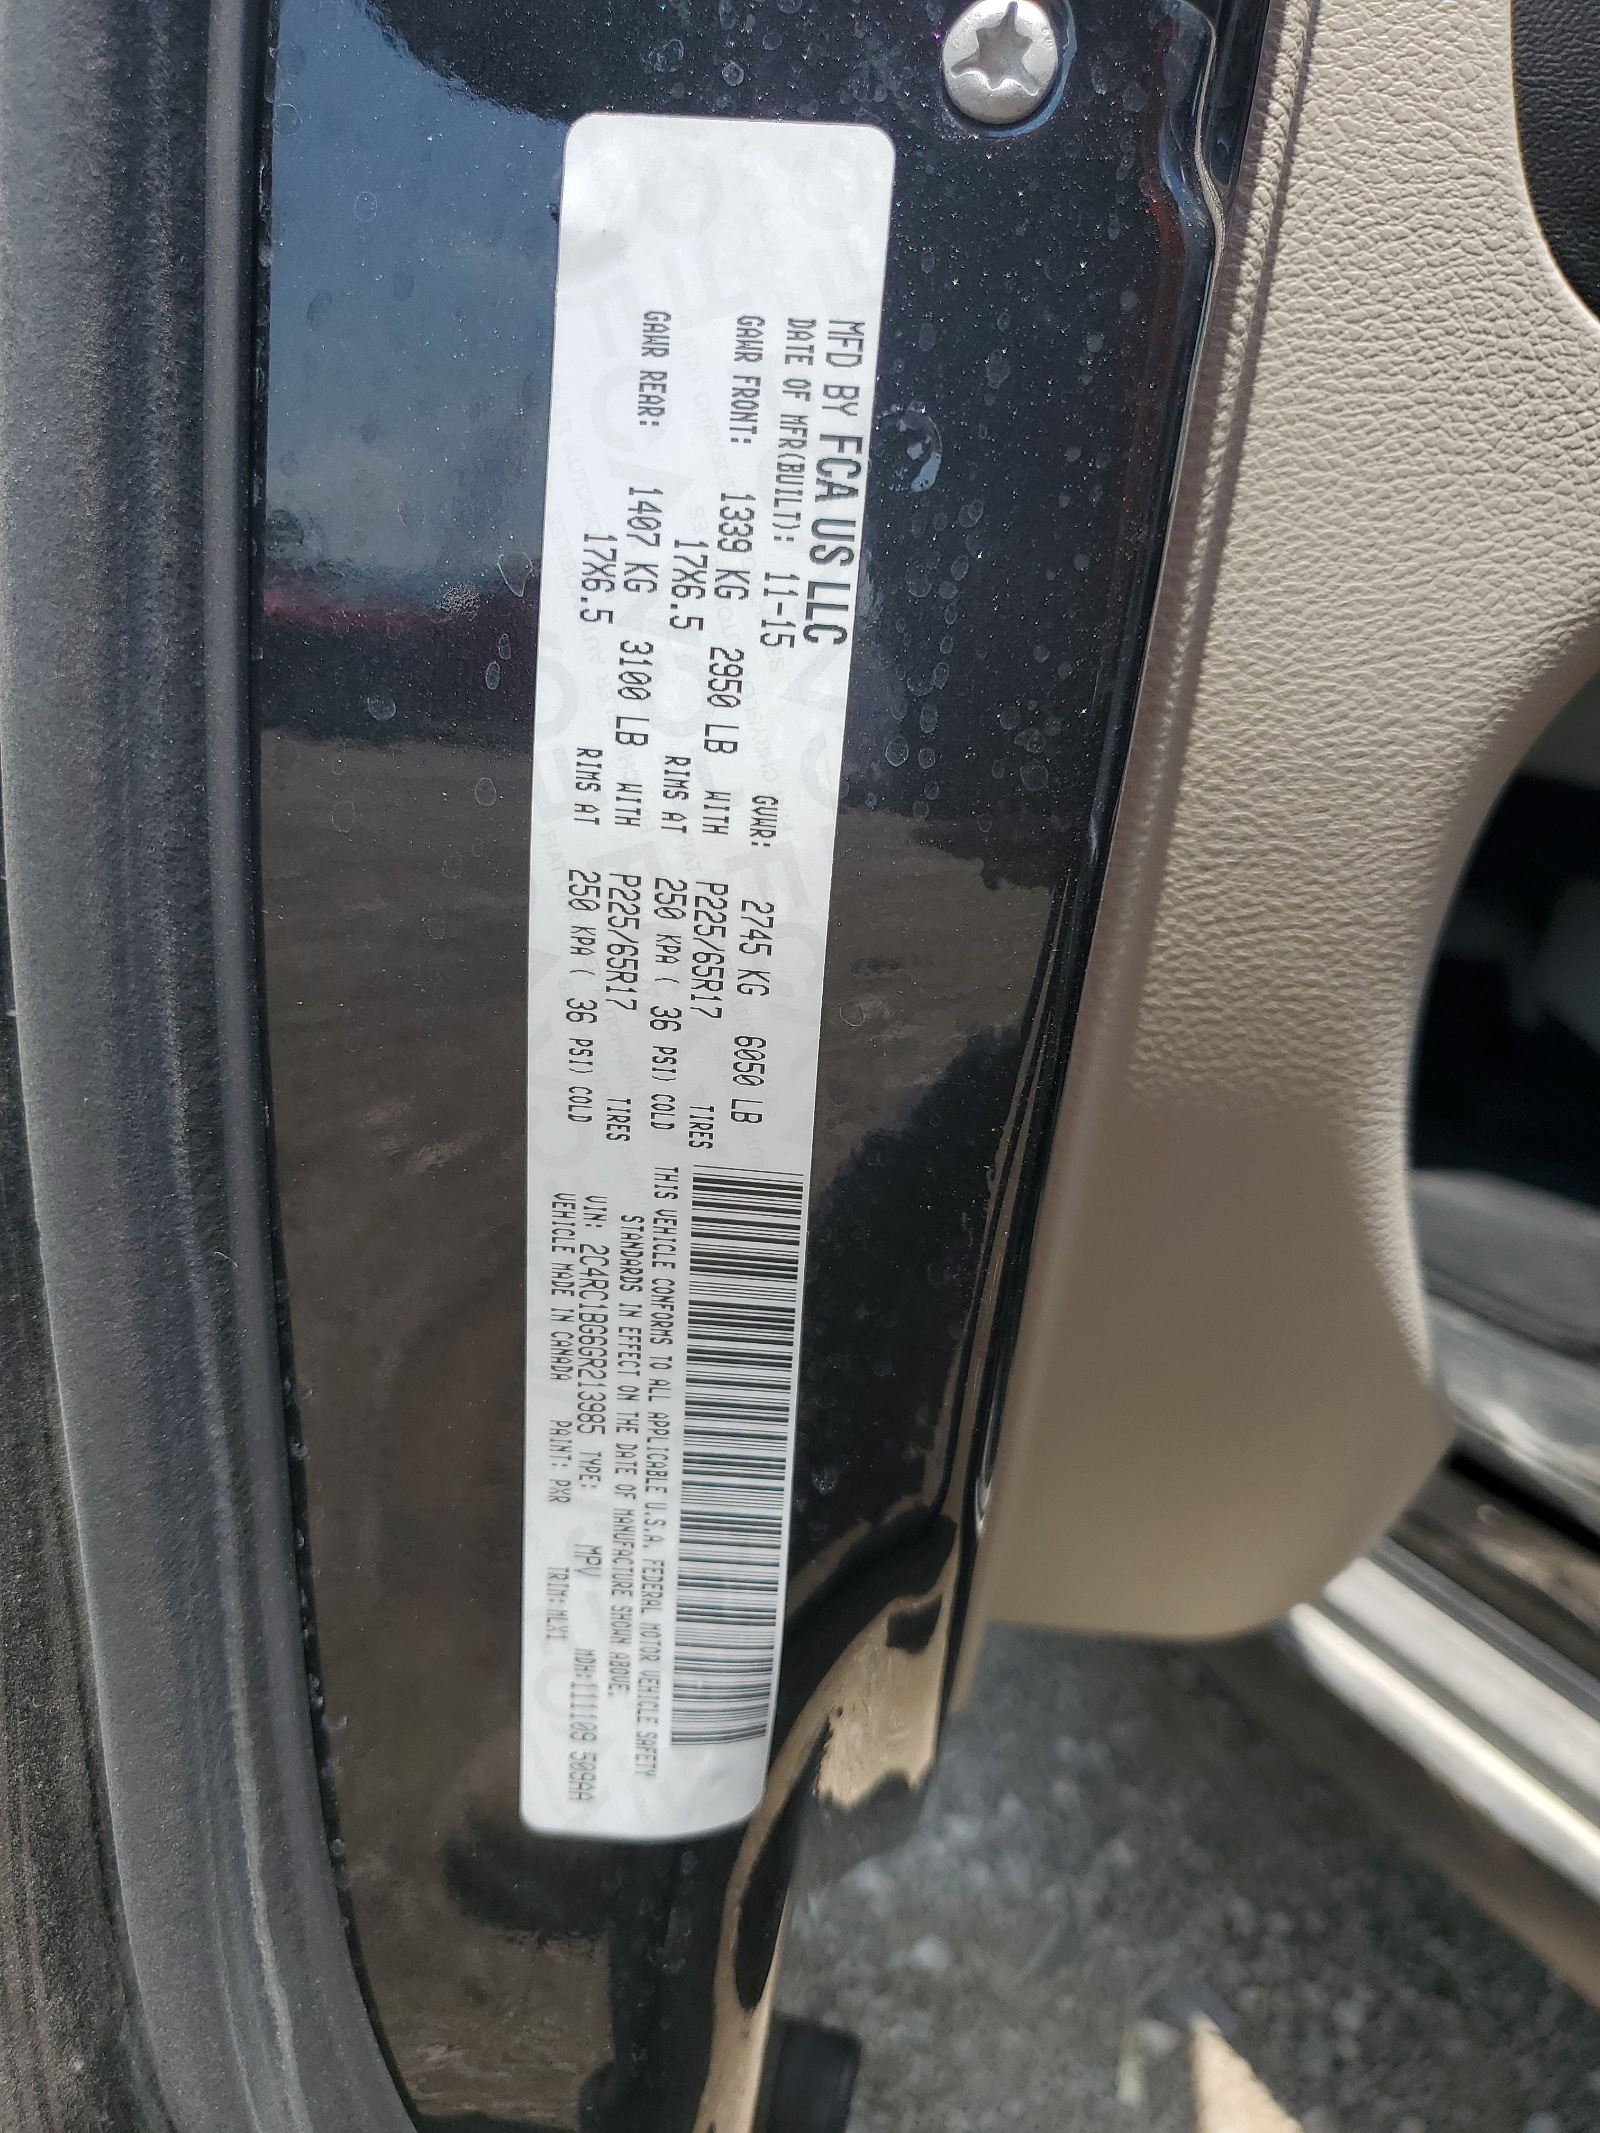 MFD BY FCA US LLC
DATE OF MFR(BUILT): 11-15 GVWR: 2745 KG 6050 LB
GAWR FRONT: 1339 KG 2950 LB WITH P225/65R17 TIRES
17X6.5 RIMS AT 250 KPA ( 36 PSI) COLD
GAWR REAR: 1407 KG 3100 LB WITH P225/65R17 TIRES
17X6.5 RIMS AT 250 KPA ( 36 PSI) COLD
THIS VEHICLE CONFORMS TO ALL APPLICABLE U.S.A. FEDERAL MOTOR VEHICLE SAFETY
STANDARDS IN EFFECT ON THE DATE OF MANUFACTURE SHOWN ABOVE.
VIN: 2C4RC1BG6GR213985 TYPE: MPV MDH:111109 509AA
VEHICLE MADE IN CANADA PAINT: PXR TRIM: MLX1